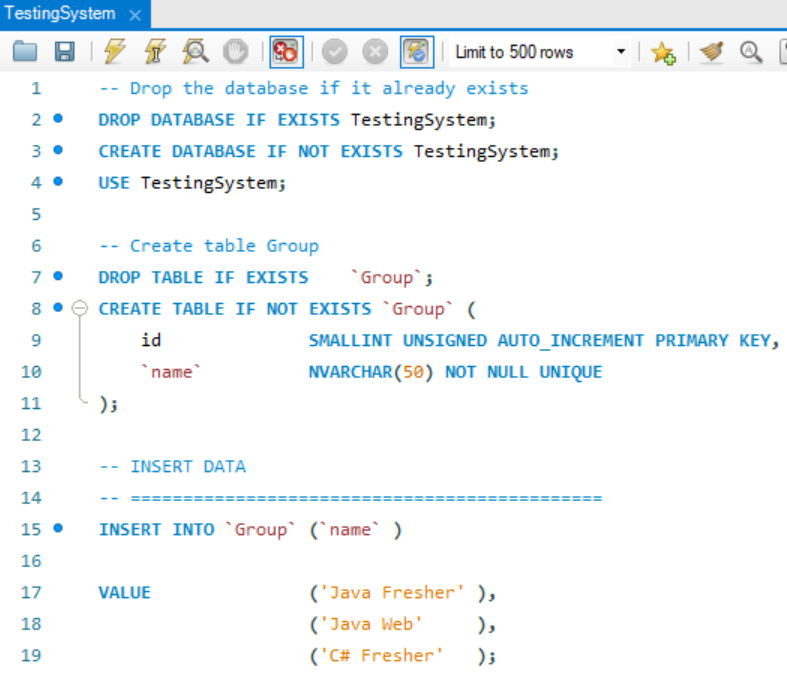 TestingSystem
Limit to 500 rows
1 -- Drop the database if it already exists
2 DROP DATABASE IF EXISTS TestingSystem;
3 CREATE DATABASE IF NOT EXISTS TestingSystem;
4 USE TestingSystem;
5
6 -- Create table Group
7 DROP TABLE IF EXISTS `Group`;
8 CREATE TABLE IF NOT EXISTS `Group` (
9 id SMALLINT UNSIGNED AUTO_INCREMENT PRIMARY KEY,
10 `name` NVARCHAR(50) NOT NULL UNIQUE
11 );
12
13 -- INSERT DATA
14 -- =============================================
15 INSERT INTO `Group` (`name` )
16
17 VALUE ('Java Fresher' ),
18 ('Java Web' ),
19 ('C# Fresher' );